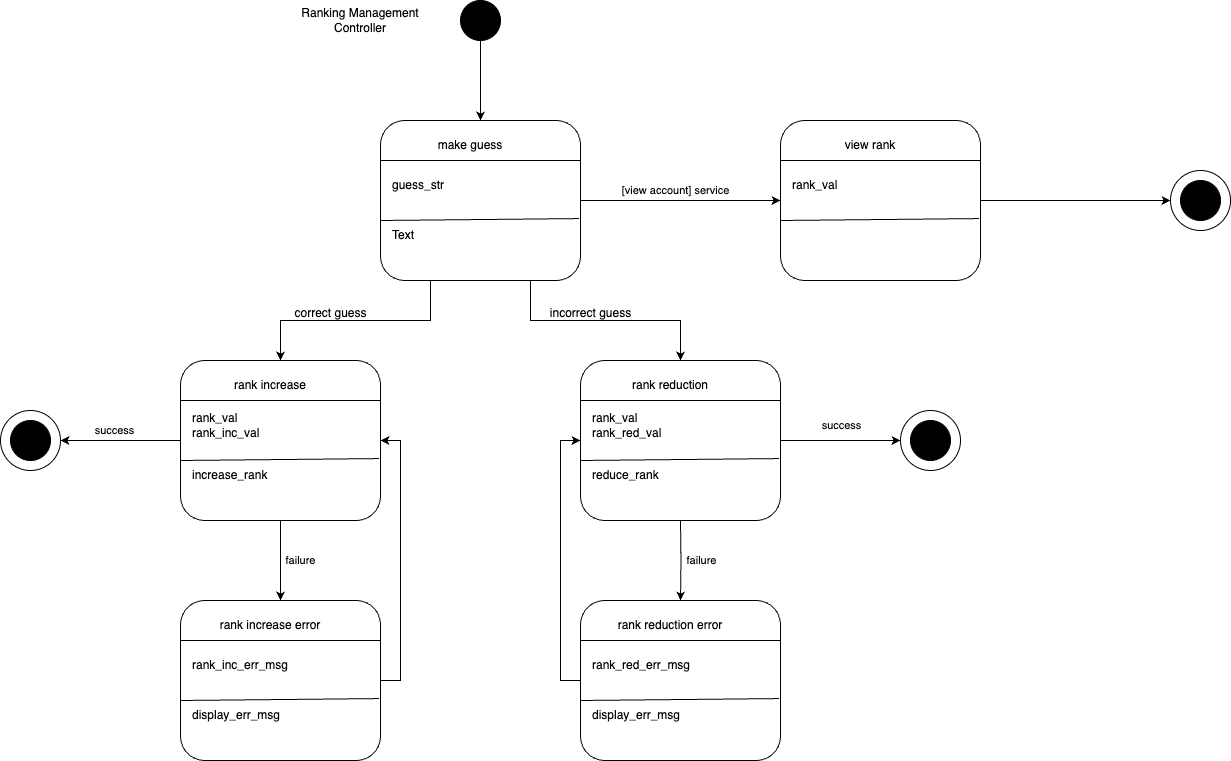 Ranking Management
Controller
make guess
guess_str
Text
[view account] service
view rank
rank_val
correct guess
incorrect guess
rank increase
rank_val
rank_inc_val
increase_rank
success
rank reduction
rank_val
rank_red_val
reduce_rank
success
failure
failure
rank increase error
rank_inc_err_msg
display_err_msg
rank reduction error
rank_red_err_msg
display_err_msg